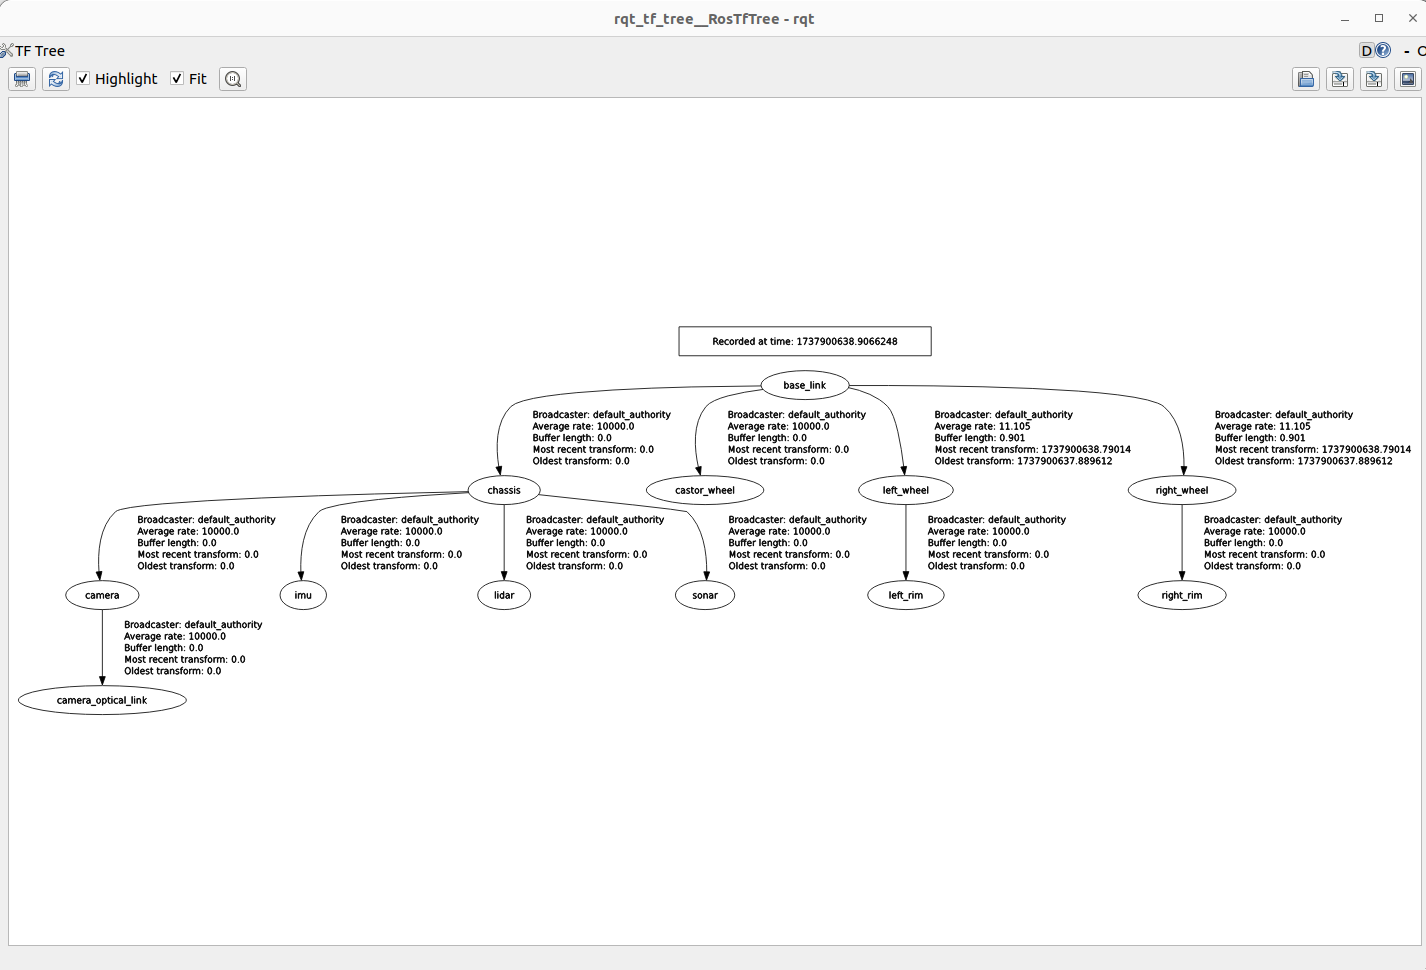 rqt_tf_tree__RosTfTree - rqt
TF Tree
D
Highlight
Fit
Recorded at time: 1737900638.9066248
base_link
Broadcaster: default_authority
Average rate: 10000.0
Buffer length: 0.0
Most recent transform: 0.0
Oldest transform: 0.0
Broadcaster: default_authority
Average rate: 10000.0
Buffer length: 0.0
Most recent transform: 0.0
Oldest transform: 0.0
Broadcaster: default_authority
Average rate: 11.105
Buffer length: 0.901
Most recent transform: 1737900638.79014
Oldest transform: 1737900637.889612
Broadcaster: default_authority
Average rate: 11.105
Buffer length: 0.901
Most recent transform: 1737900638.79014
Oldest transform: 1737900637.889612
chassis
castor_wheel
left_wheel
right_wheel
Broadcaster: default_authority
Average rate: 10000.0
Buffer length: 0.0
Most recent transform: 0.0
Oldest transform: 0.0
Broadcaster: default_authority
Average rate: 10000.0
Buffer length: 0.0
Most recent transform: 0.0
Oldest transform: 0.0
Broadcaster: default_authority
Average rate: 10000.0
Buffer length: 0.0
Most recent transform: 0.0
Oldest transform: 0.0
Broadcaster: default_authority
Average rate: 10000.0
Buffer length: 0.0
Most recent transform: 0.0
Oldest transform: 0.0
Broadcaster: default_authority
Average rate: 10000.0
Buffer length: 0.0
Most recent transform: 0.0
Oldest transform: 0.0
Broadcaster: default_authority
Average rate: 10000.0
Buffer length: 0.0
Most recent transform: 0.0
Oldest transform: 0.0
camera
imu
lidar
sonar
left_rim
right_rim
Broadcaster: default_authority
Average rate: 10000.0
Buffer length: 0.0
Most recent transform: 0.0
Oldest transform: 0.0
camera_optical_link